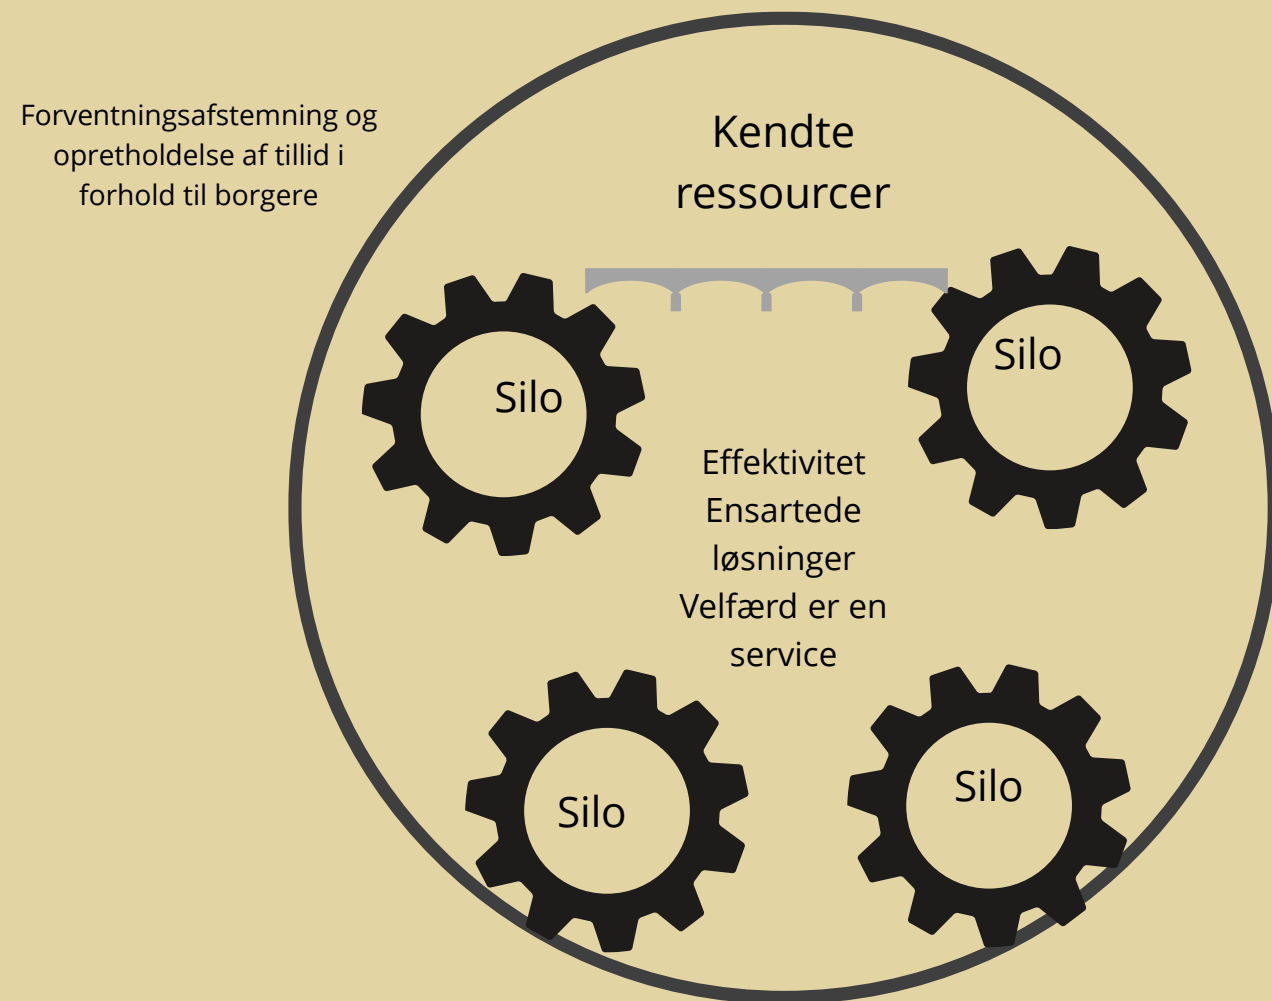 Forventningsafstemning og
opretholdelse af tillid i
forhold til borgere
Kendte
ressourcer
Silo
Silo
Effektivitet
Ensartede
løsninger
Velfærd er en
service
Silo
Silo